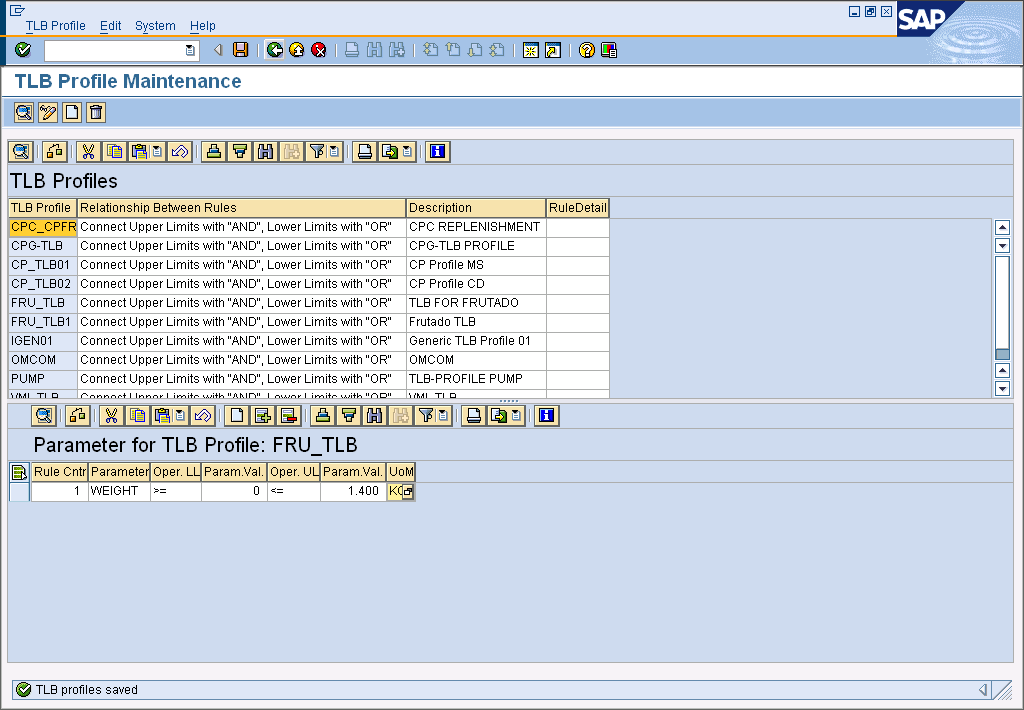 TLB Profile Edit System Help
SAP
TLB Profile Maintenance
TLB Profiles
TLB Profile Relationship Between Rules Description RuleDetail
CPC_CPFR Connect Upper Limits with "AND", Lower Limits with "OR" CPC REPLENISHMENT
CPG-TLB Connect Upper Limits with "AND", Lower Limits with "OR" CPG-TLB PROFILE
CP_TLB01 Connect Upper Limits with "AND", Lower Limits with "OR" CP Profile MS
CP_TLB02 Connect Upper Limits with "AND", Lower Limits with "OR" CP Profile CD
FRU_TLB Connect Upper Limits with "AND", Lower Limits with "OR" TLB FOR FRUTADO
FRU_TLB1 Connect Upper Limits with "AND", Lower Limits with "OR" Frutado TLB
IGEN01 Connect Upper Limits with "AND", Lower Limits with "OR" Generic TLB Profile 01
OMCOM Connect Upper Limits with "AND", Lower Limits with "OR" OMCOM
PUMP Connect Upper Limits with "AND", Lower Limits with "OR" TLB-PROFILE PUMP
VMI_TLB Connect Upper Limits with "AND", Lower Limits with "OR" VMI_TLB
Parameter for TLB Profile: FRU_TLB
Rule Cntr Parameter Oper. LL Param.Val. Oper. UL Param.Val. UoM
1 WEIGHT >= 0 <= 1.400
TLB profiles saved